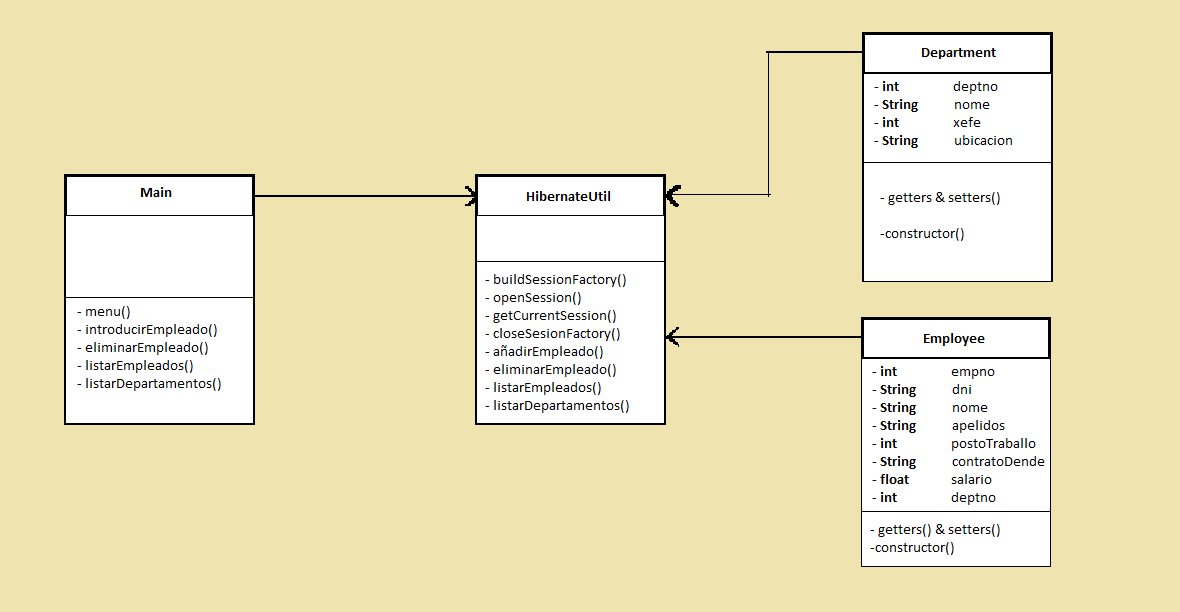 Main
- menu()
- introducirEmpleado()
- eliminarEmpleado()
- listarEmpleados()
- listarDepartamentos()
HibernateUtil
- buildSessionFactory()
- openSession()
- getCurrentSession()
- closeSesionFactory()
- añadirEmpleado()
- eliminarEmpleado()
- listarEmpleados()
- listarDepartamentos()
Department
- int deptno
- String nome
- int xefe
- String ubicacion
- getters & setters()
-constructor()
Employee
- int empno
- String dni
- String nome
- String apelidos
- int postoTraballo
- String contratoDende
- float salario
- int deptno
- getters() & setters()
-constructor()